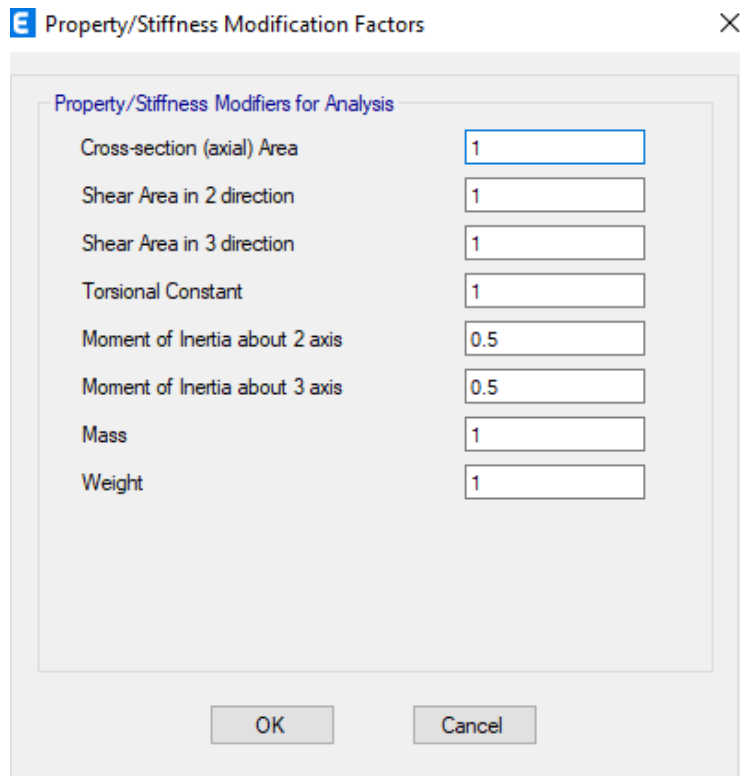 E Property/Stiffness Modification Factors
Property/Stiffness Modifiers for Analysis
Cross-section (axial) Area 1
Shear Area in 2 direction 1
Shear Area in 3 direction 1
Torsional Constant 1
Moment of Inertia about 2 axis 0.5
Moment of Inertia about 3 axis 0.5
Mass 1
Weight 1
OK Cancel